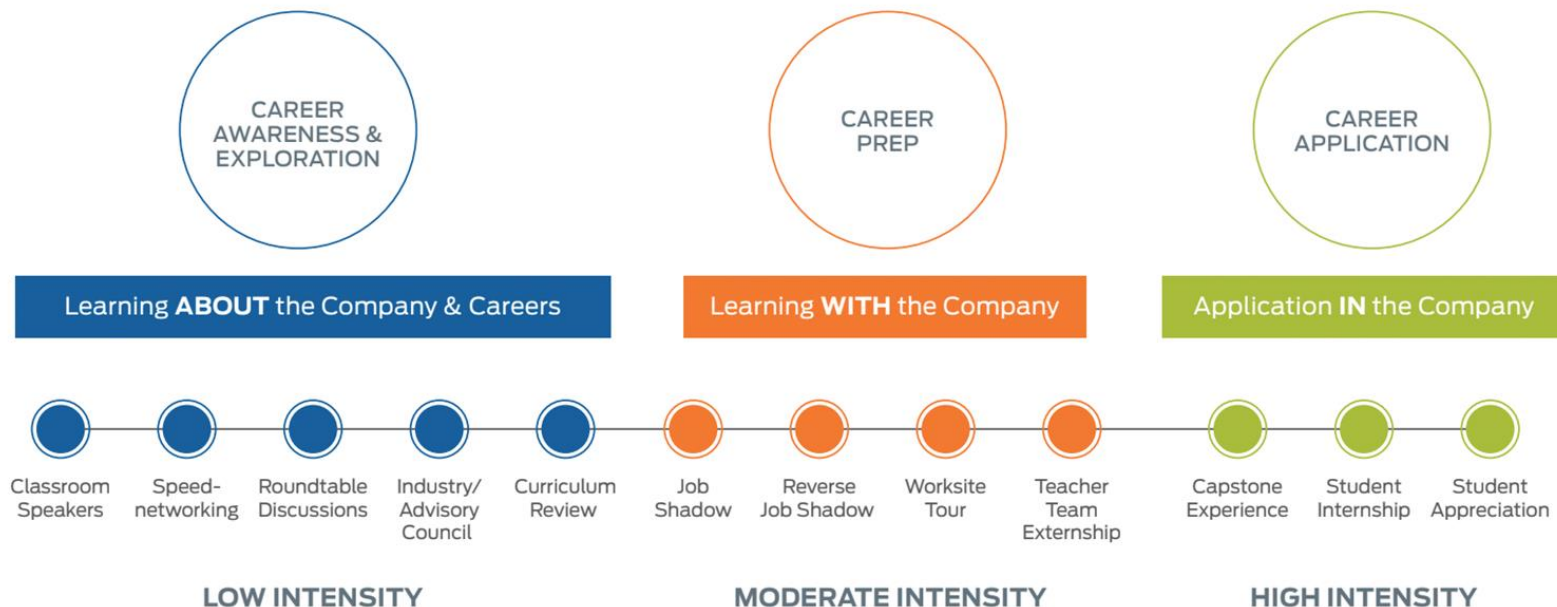 CAREER
AWARENESS &
EXPLORATION
CAREER
PREP
CAREER
APPLICATION
Learning ABOUT the Company & Careers
Learning WITH the Company
Application IN the Company
Classroom
Speakers
Speed-
networking
Roundtable
Discussions
Industry/
Advisory
Council
Curriculum
Review
Job
Shadow
Reverse
Job Shadow
Worksite
Tour
Teacher
Team
Externship
Capstone
Experience
Student
Internship
Student
Appreciation
LOW INTENSITY
MODERATE INTENSITY
HIGH INTENSITY